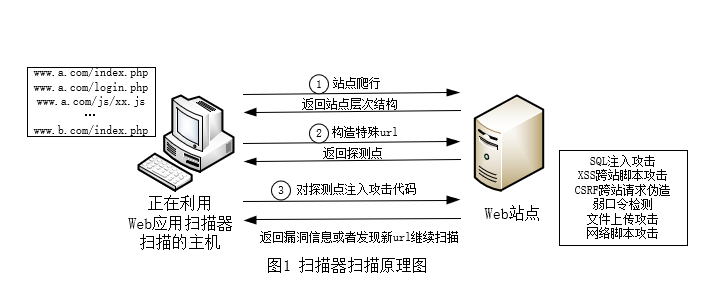 www.a.com/index.php
www.a.com/login.php
www.a.com/js/xx.js
…
www.b.com/index.php
正在利用
Web应用扫描器
扫描的主机
1 站点爬行
返回站点层次结构
2 构造特殊url
返回探测点
3 对探测点注入攻击代码
返回漏洞信息或者发现新url继续扫描
Web站点
SQL注入攻击
XSS跨站脚本攻击
CSRF跨站请求伪造
弱口令检测
文件上传攻击
网络脚本攻击
图1 扫描器扫描原理图